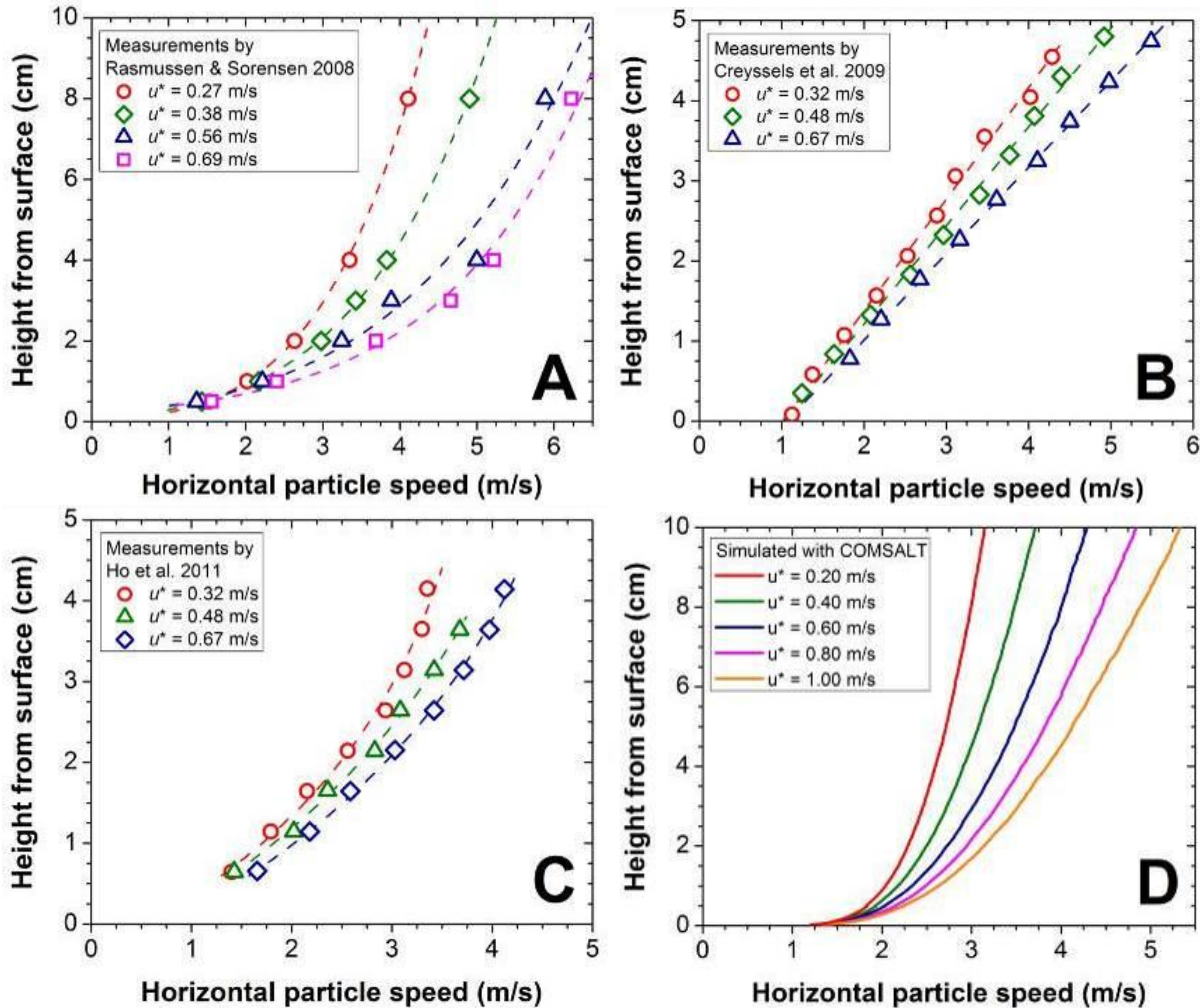 10
8
6
4
2
0
Height from surface (cm)
Measurements by
Rasmussen & Sorensen 2008
u* = 0.27 m/s
u* = 0.38 m/s
u* = 0.56 m/s
u* = 0.69 m/s
A
0 1 2 3 4 5 6
Horizontal particle speed (m/s)
5
4
3
2
1
0
Height from surface (cm)
Measurements by
Creyssels et al. 2009
u* = 0.32 m/s
u* = 0.48 m/s
u* = 0.67 m/s
B
0 1 2 3 4 5 6
Horizontal particle speed (m/s)
5
4
3
2
1
0
Height from surface (cm)
Measurements by
Ho et al. 2011
u* = 0.32 m/s
u* = 0.48 m/s
u* = 0.67 m/s
C
0 1 2 3 4 5
Horizontal particle speed (m/s)
10
8
6
4
2
0
Height from surface (cm)
Simulated with COMSALT
u* = 0.20 m/s
u* = 0.40 m/s
u* = 0.60 m/s
u* = 0.80 m/s
u* = 1.00 m/s
D
0 1 2 3 4 5
Horizontal particle speed (m/s)